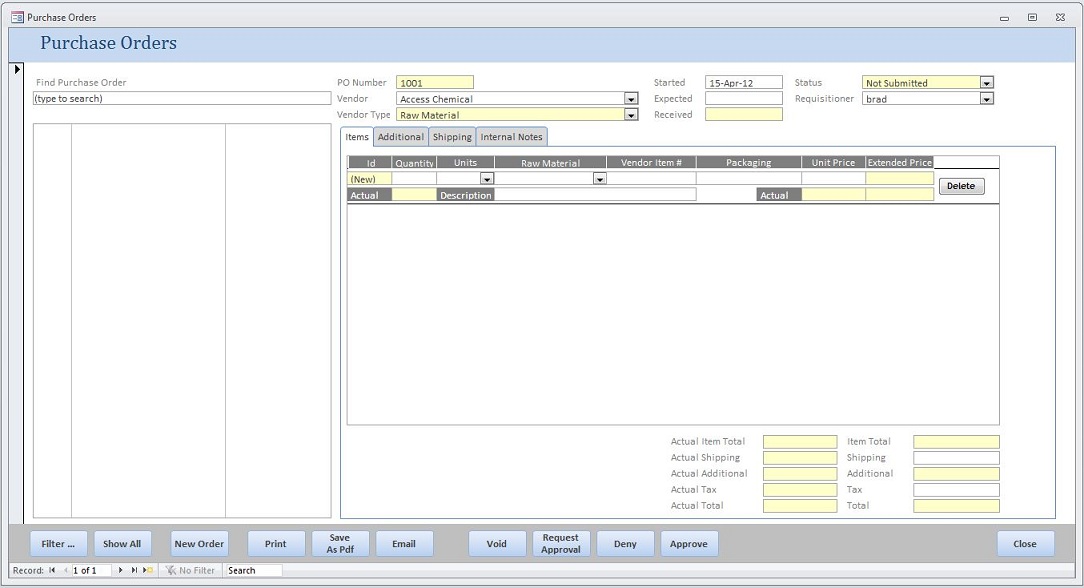 Purchase Orders
Purchase Orders
Find Purchase Order
(type to search)
PO Number 1001 Started 15-Apr-12 Status Not Submitted
Vendor Access Chemical Expected Requisitioner brad
Vendor Type Raw Material Received
Items Additional Shipping Internal Notes
Id Quantity Units Raw Material Vendor Item # Packaging Unit Price Extended Price
(New)
Delete
Actual Description Actual
Actual Item Total Item Total
Actual Shipping Shipping
Actual Additional Additional
Actual Tax Tax
Actual Total Total
Filter ... Show All New Order Print Save As Pdf Email Void Request Approval Deny Approve Close
Record: 1 of 1 No Filter Search